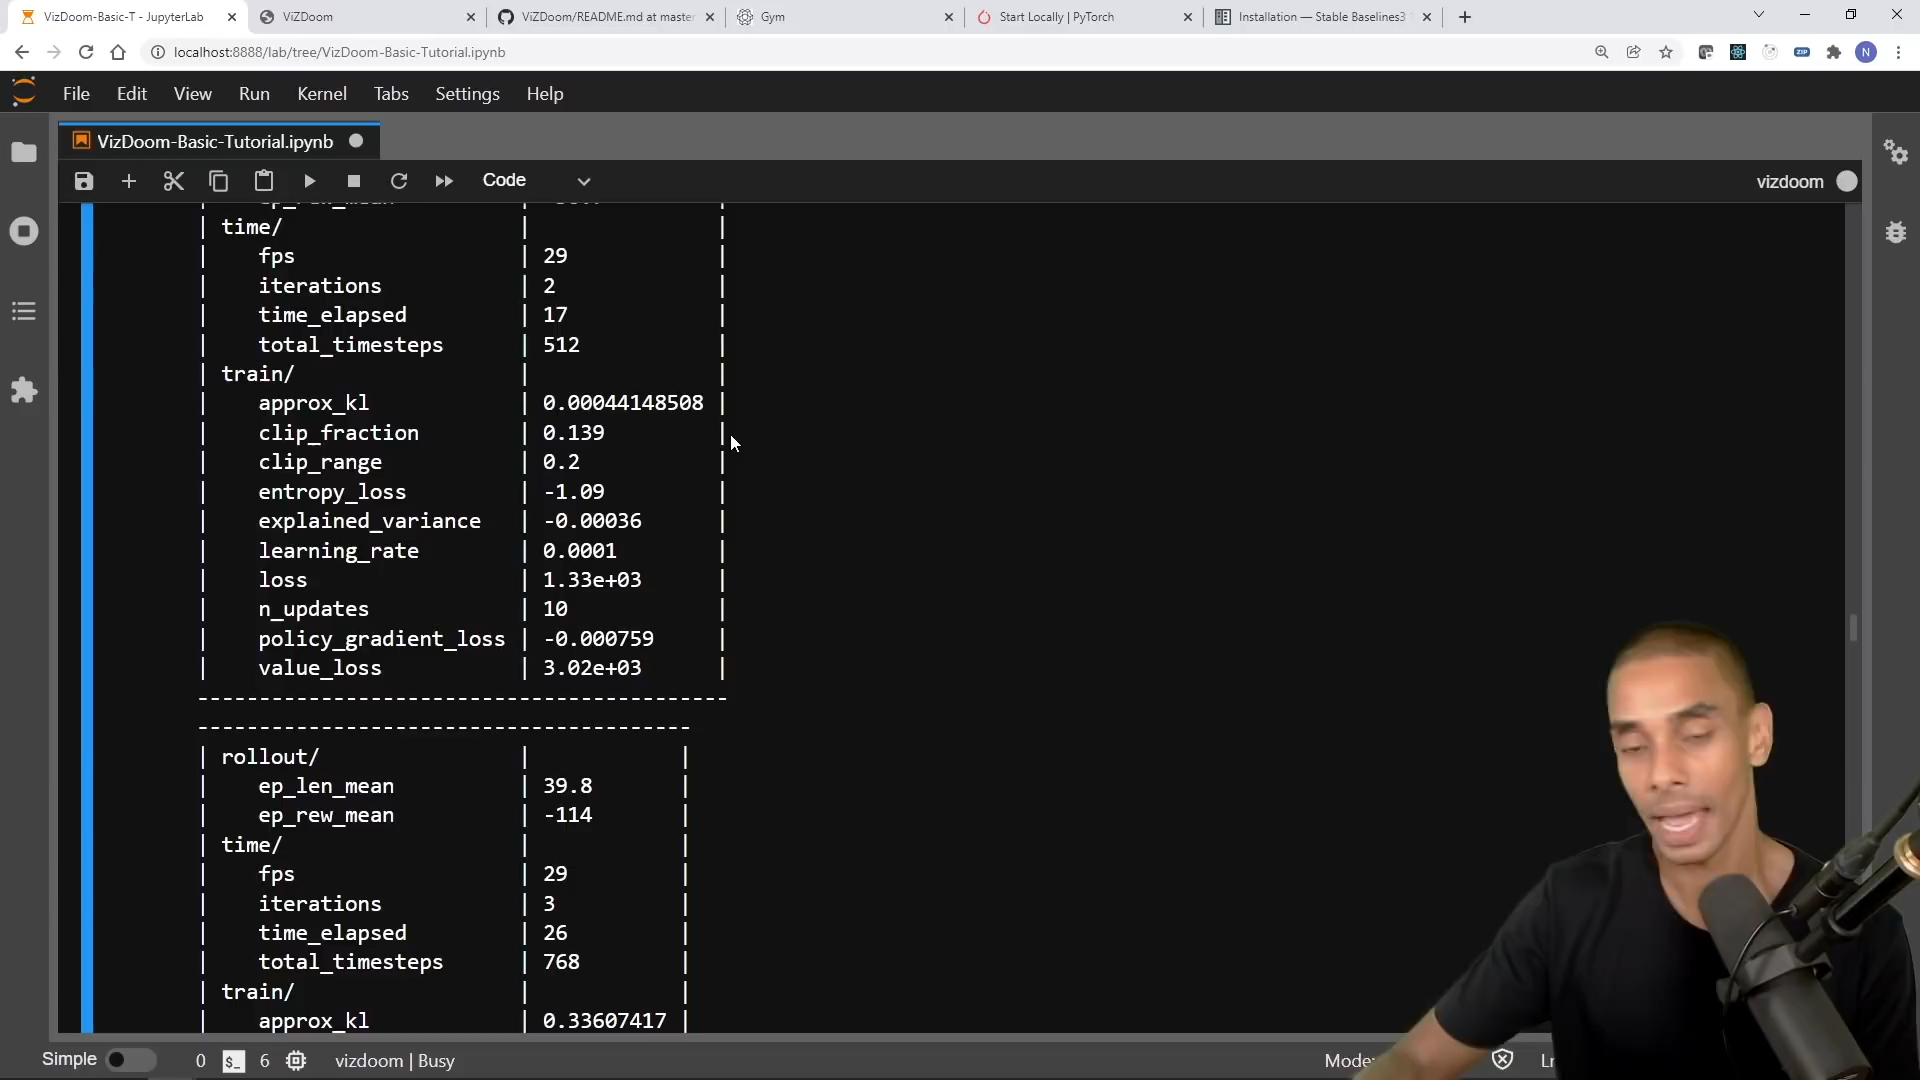 VizDoom-Basic-T - JupyterLab
ViZDoom
ViZDoom/README.md at master
Gym
Start Locally | PyTorch
Installation — Stable Baselines3
localhost:8888/lab/tree/VizDoom-Basic-Tutorial.ipynb
ZIP
N
File Edit View Run Kernel Tabs Settings Help
VizDoom-Basic-Tutorial.ipynb
Code
vizdoom
| time/ | |
| fps | 29 |
| iterations | 2 |
| time_elapsed | 17 |
| total_timesteps | 512 |
| train/ | |
| approx_kl | 0.00044148508 |
| clip_fraction | 0.139 |
| clip_range | 0.2 |
| entropy_loss | -1.09 |
| explained_variance | -0.00036 |
| learning_rate | 0.0001 |
| loss | 1.33e+03 |
| n_updates | 10 |
| policy_gradient_loss | -0.000759 |
| value_loss | 3.02e+03 |
-------------------------------------------
----------------------------------------
| rollout/ | |
| ep_len_mean | 39.8 |
| ep_rew_mean | -114 |
| time/ | |
| fps | 29 |
| iterations | 3 |
| time_elapsed | 26 |
| total_timesteps | 768 |
| train/ | |
| approx_kl | 0.33607417 |
Simple 0 $_ 6 vizdoom | Busy Mode: Ln